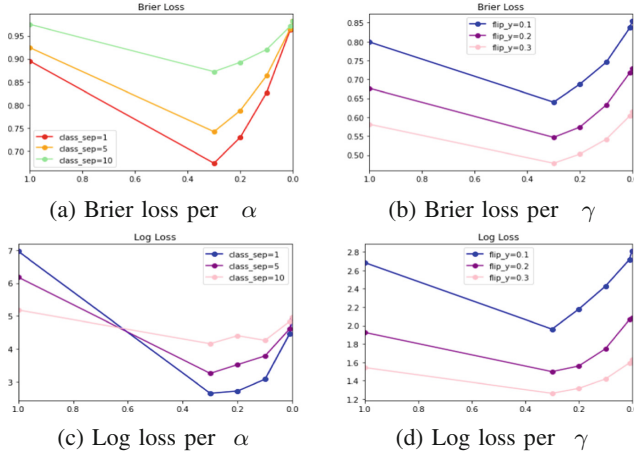 Brier Loss
0.95
0.90
0.85
0.80
0.75
0.70
class_sep=1
class_sep=5
class_sep=10
1.0 0.8 0.6 0.4 0.2 0.0
(a) Brier loss per α
Brier Loss
0.85
0.80
0.75
0.70
0.65
0.60
0.55
0.50
flip_y=0.1
flip_y=0.2
flip_y=0.3
1.0 0.8 0.6 0.4 0.2 0.0
(b) Brier loss per γ
Log Loss
7
6
5
4
3
class_sep=1
class_sep=5
class_sep=10
1.0 0.8 0.6 0.4 0.2 0.0
(c) Log loss per α
Log Loss
2.8
2.6
2.4
2.2
2.0
1.8
1.6
1.4
1.2
flip_y=0.1
flip_y=0.2
flip_y=0.3
1.0 0.8 0.6 0.4 0.2 0.0
(d) Log loss per γ